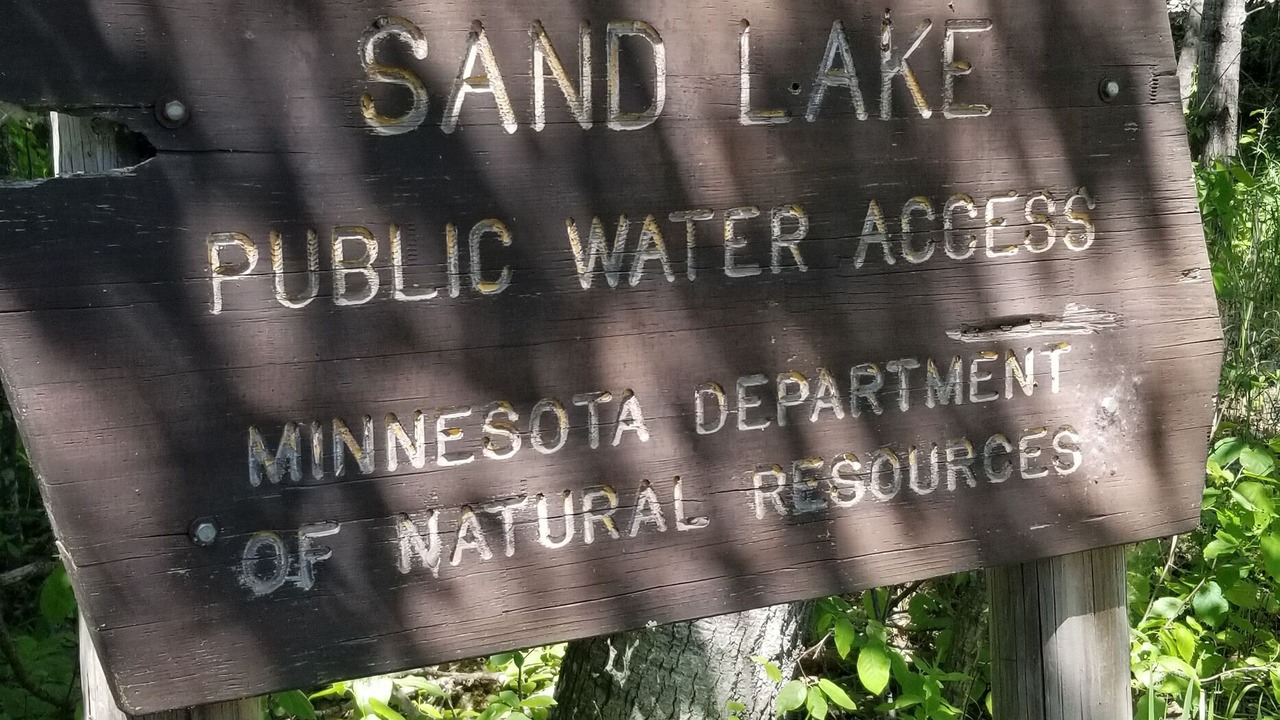 SAND LAKE
PUBLIC WATER ACCESS
MINNESOTA DEPARTMENT
OF NATURAL RESOURCES